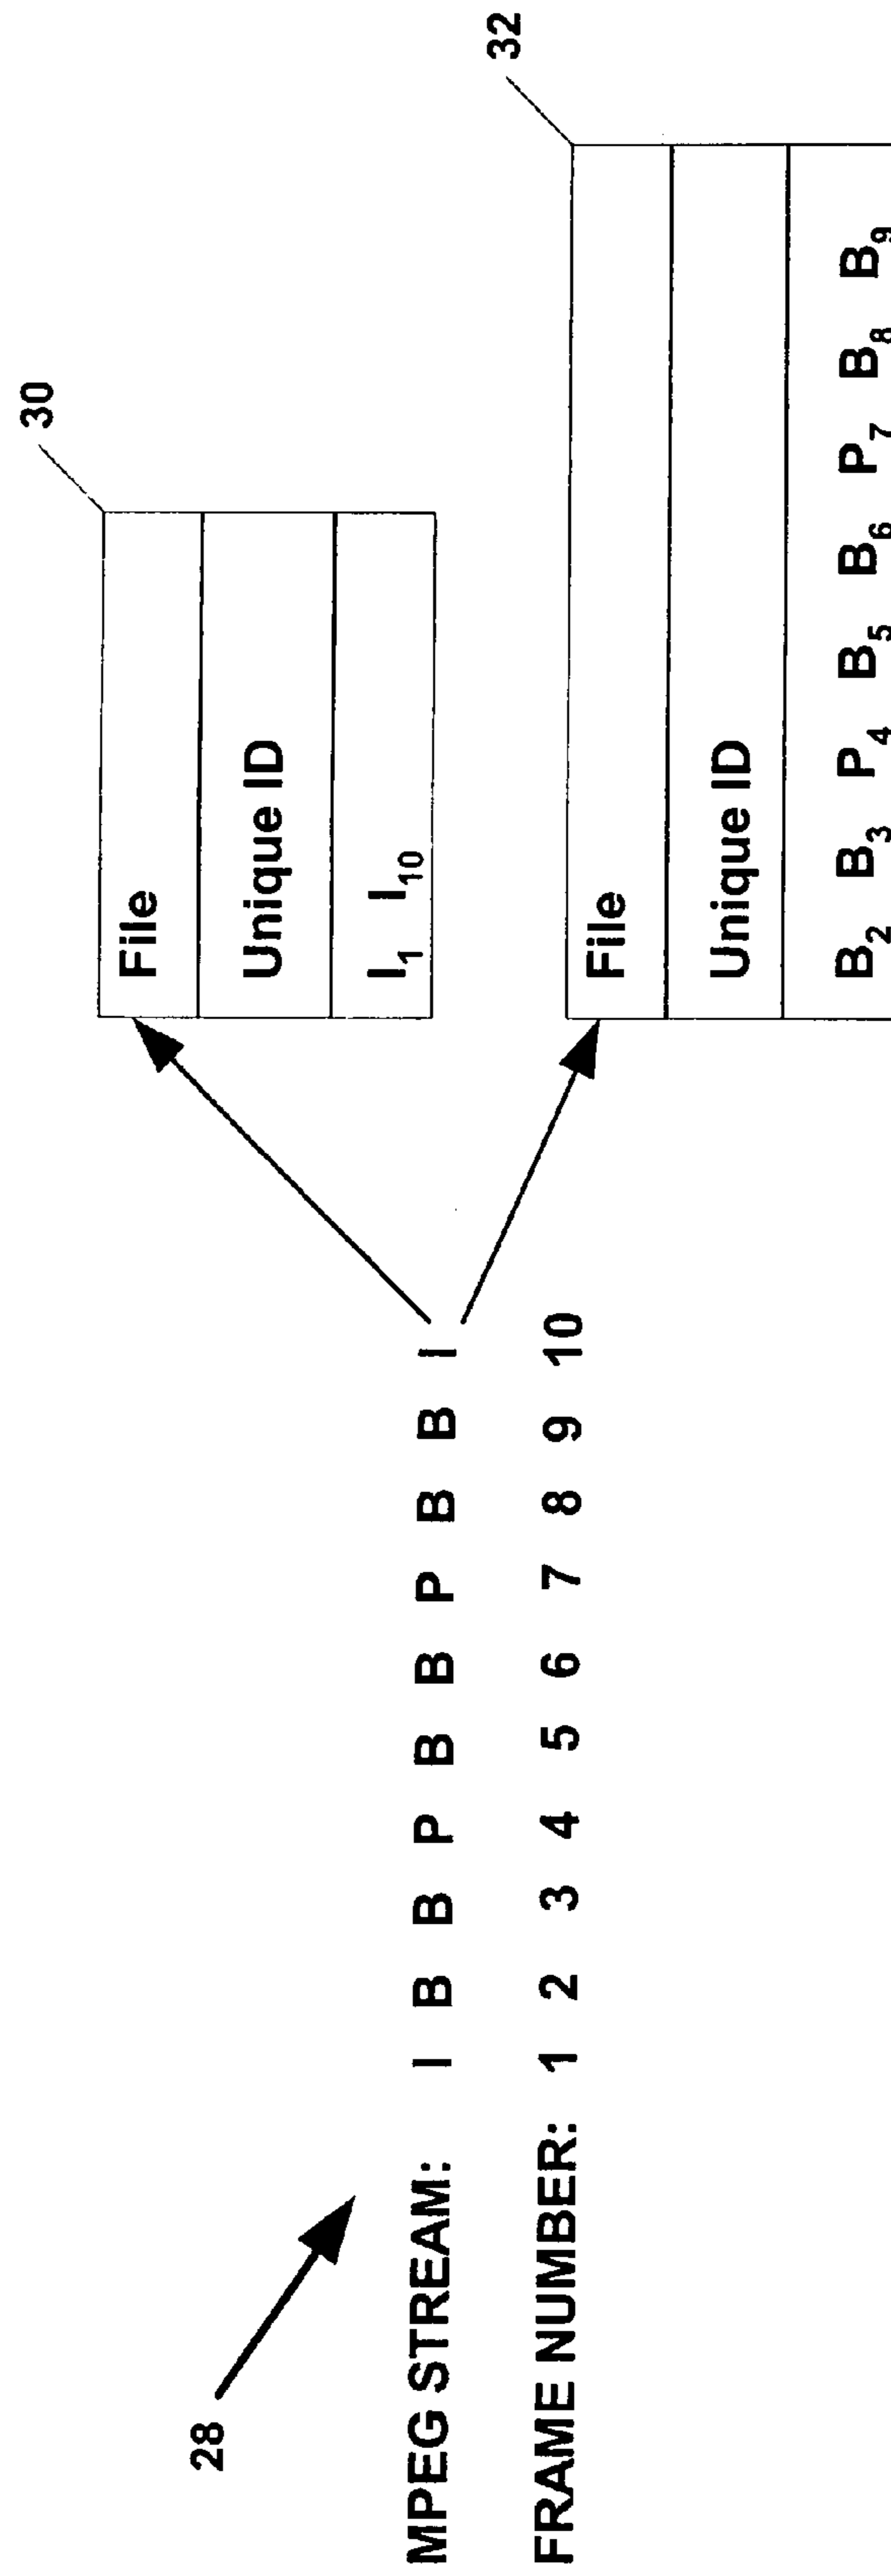 28
MPEG STREAM: I B B P B B P B B I
FRAME NUMBER: 1 2 3 4 5 6 7 8 9 10
30
File
Unique ID
I1 I10
32
File
Unique ID
B2 B3 P4 B5 B6 P7 B8 B9